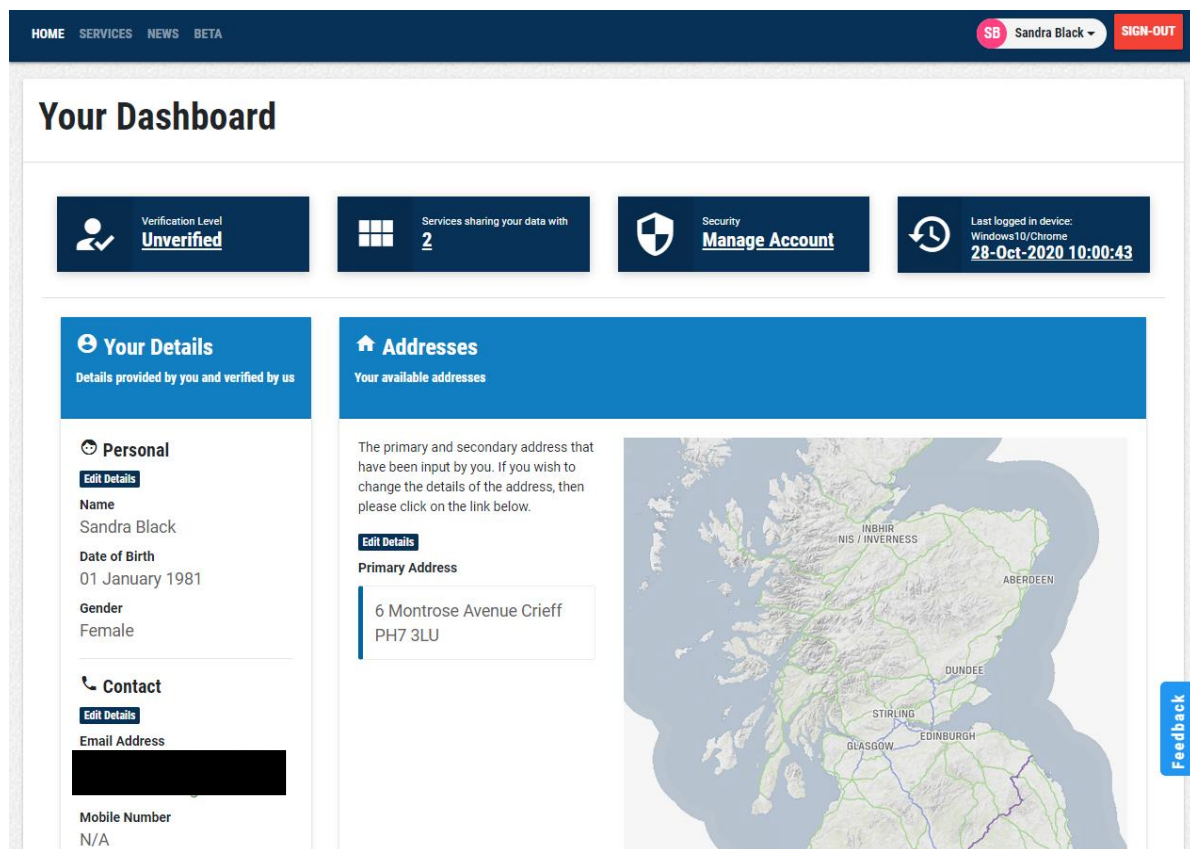 HOME SERVICES NEWS BETA
SB Sandra Black
SIGN-OUT
Your Dashboard
Verification Level
Unverified
Services sharing your data with
2
Security
Manage Account
Last logged in device:
Windows10/Chrome
28-Oct-2020 10:00:43
Your Details
Details provided by you and verified by us
Personal
Edit Details
Name
Sandra Black
Date of Birth
01 January 1981
Gender
Female
Contact
Edit Details
Email Address
Mobile Number
N/A
Addresses
Your available addresses
The primary and secondary address that
have been input by you. If you wish to
change the details of the address, then
please click on the link below.
Edit Details
Primary Address
6 Montrose Avenue Crieff
PH7 3LU
INBHIR
NIS / INVERNESS
ABERDEEN
DUNDEE
STIRLING
EDINBURGH
GLASGOW
Feedback